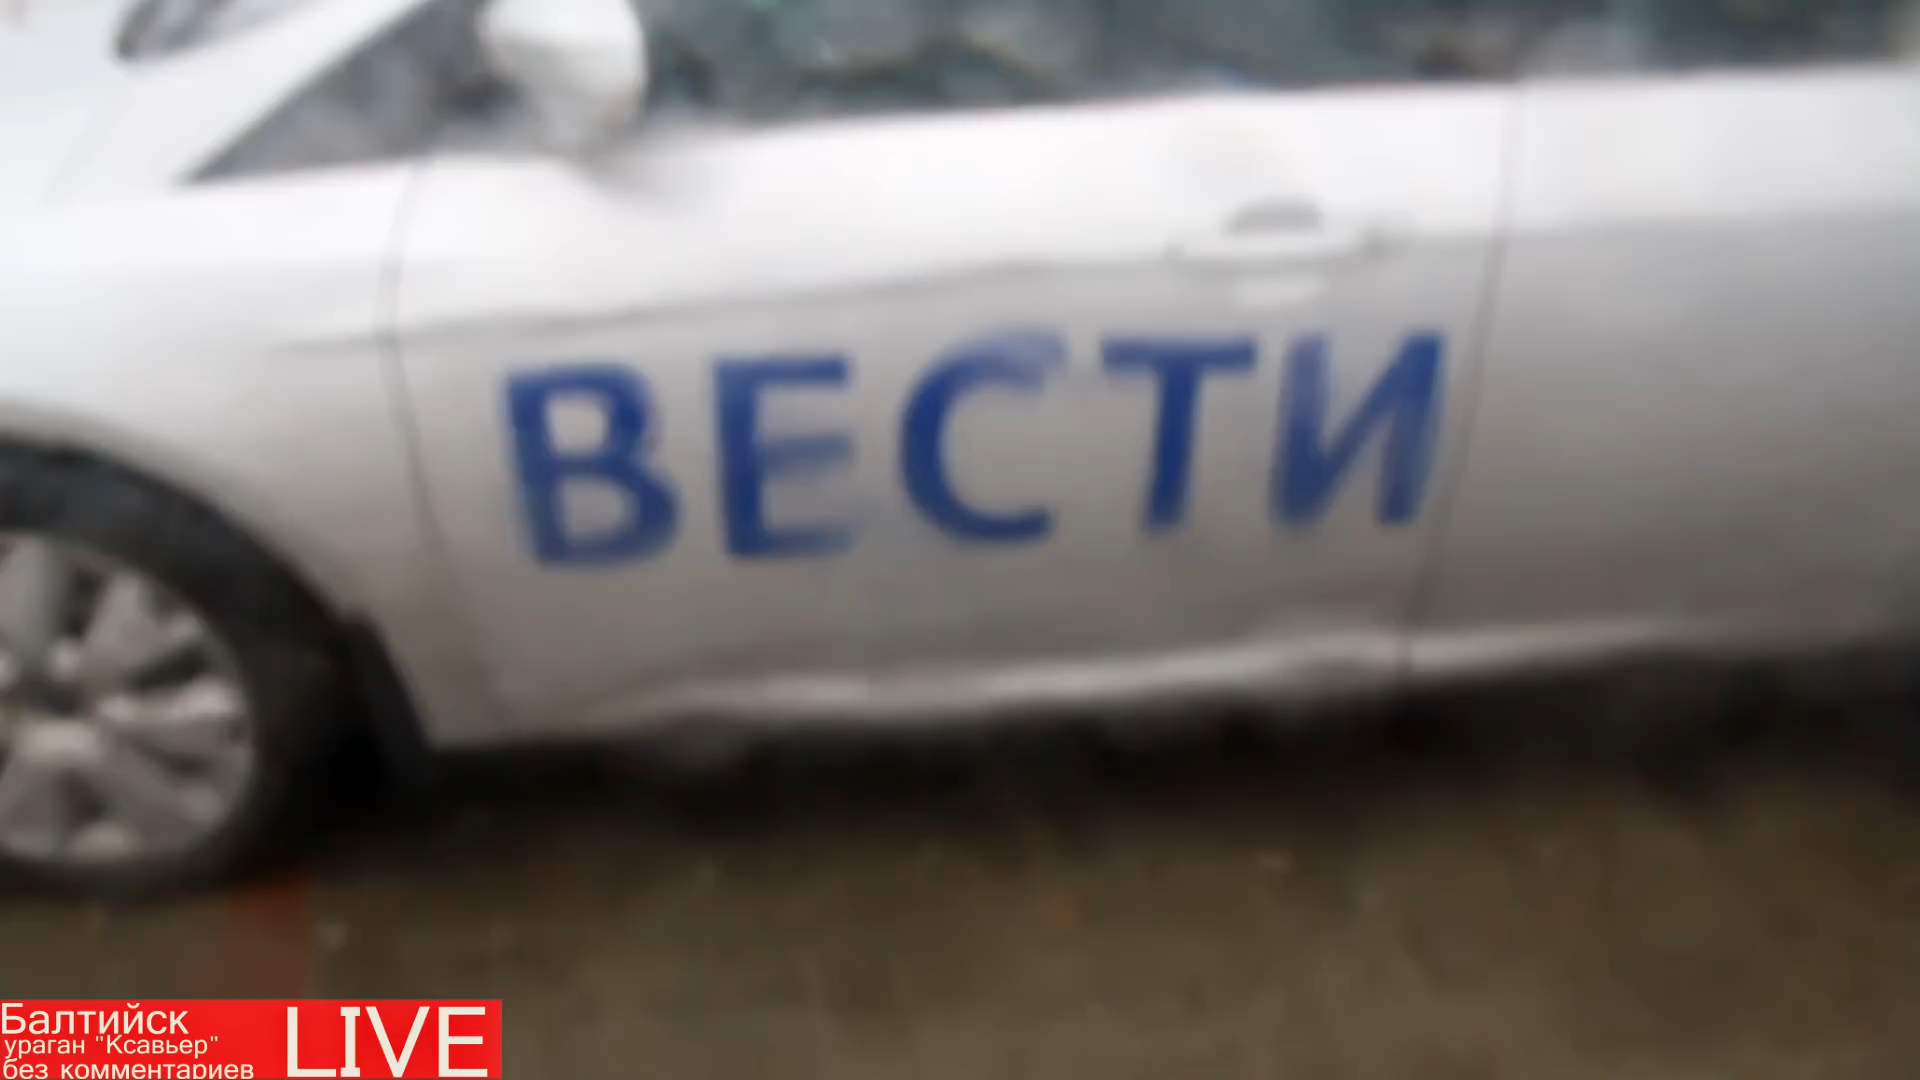 ВЕСТИ
Балтийск
ураган "Ксавьер"
без комментариев
LIVE